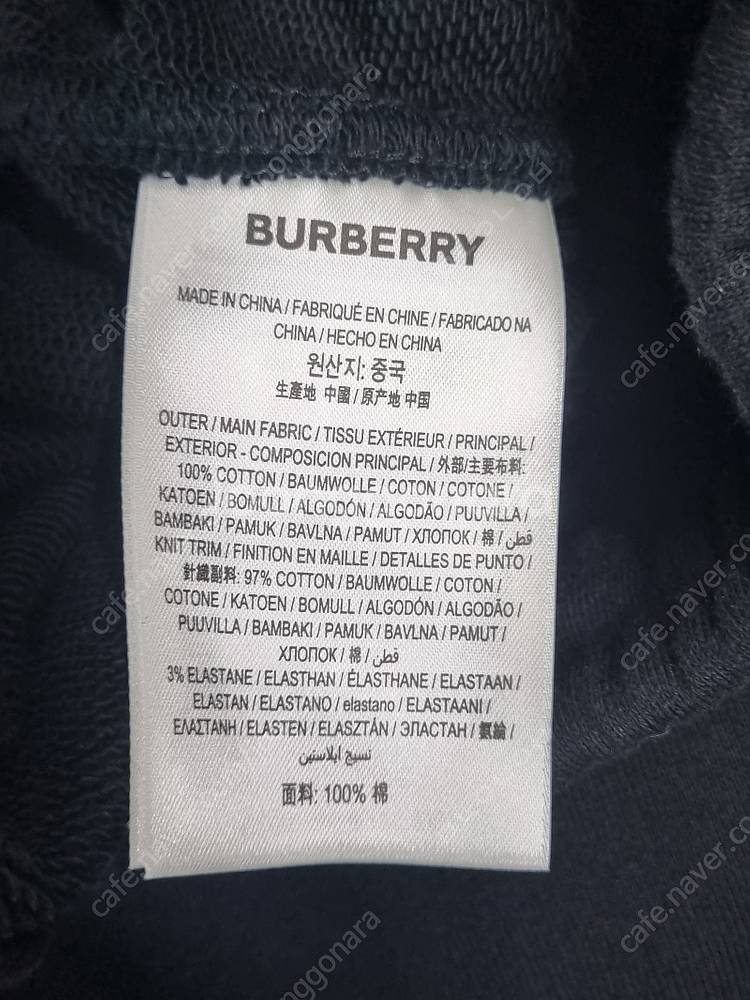 BURBERRY
MADE IN CHINA / FABRIQUÉ EN CHINE / FABRICADO NA
CHINA / HECHO EN CHINA
원산지: 중국
生產地 中國 / 原产地 中国
OUTER / MAIN FABRIC / TISSU EXTÉRIEUR / PRINCIPAL /
EXTERIOR - COMPOSICION PRINCIPAL / 外部/主要布料:
100% COTTON / BAUMWOLLE / COTON / COTONE /
KATOEN / BOMULL / ALGODÓN / ALGODÃO / PUUVILLA /
BAMBAKI / PAMUK / BAVLNA / PAMUT / ХЛОПОК / 棉 / قطن /
KNIT TRIM / FINITION EN MAILLE / DETALLES DE PUNTO /
針織副料: 97% COTTON / BAUMWOLLE / COTON /
COTONE / KATOEN / BOMULL / ALGODÓN / ALGODÃO /
PUUVILLA / BAMBAKI / PAMUK / BAVLNA / PAMUT /
ХЛОПОК / 棉 / قطن /
3% ELASTANE / ELASTHAN / ÉLASTHANE / ELASTAAN /
ELASTAN / ELASTANO / elastano / ELASTAANI /
ΕΛΑΣΤΑΝΗ / ELASTEN / ELASZTÁN / ЭЛАСТАН / 氨綸 /
نسيج ايلاستين
面料: 100% 棉
cafe.naver.com
cafe.naver.com
cafe.naver.com
cafe.naver